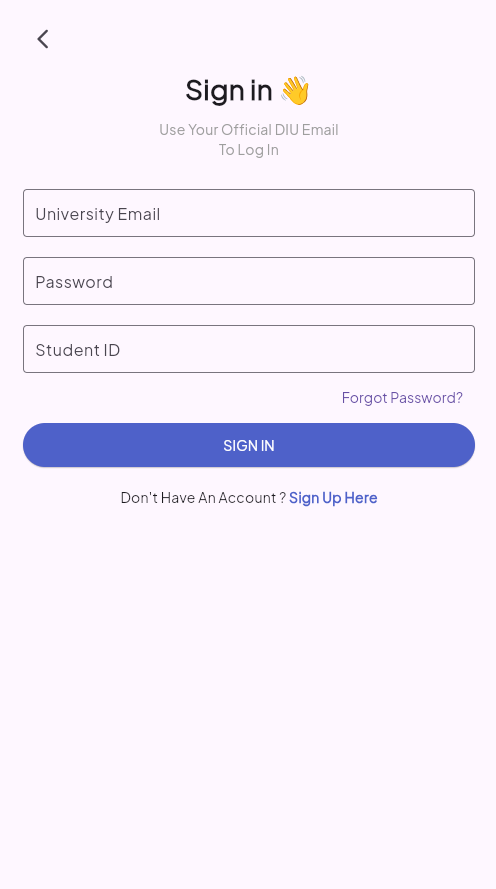 Sign in 👋
Use Your Official DIU Email
To Log In
University Email
Password
Student ID
Forgot Password?
SIGN IN
Don't Have An Account ? Sign Up Here